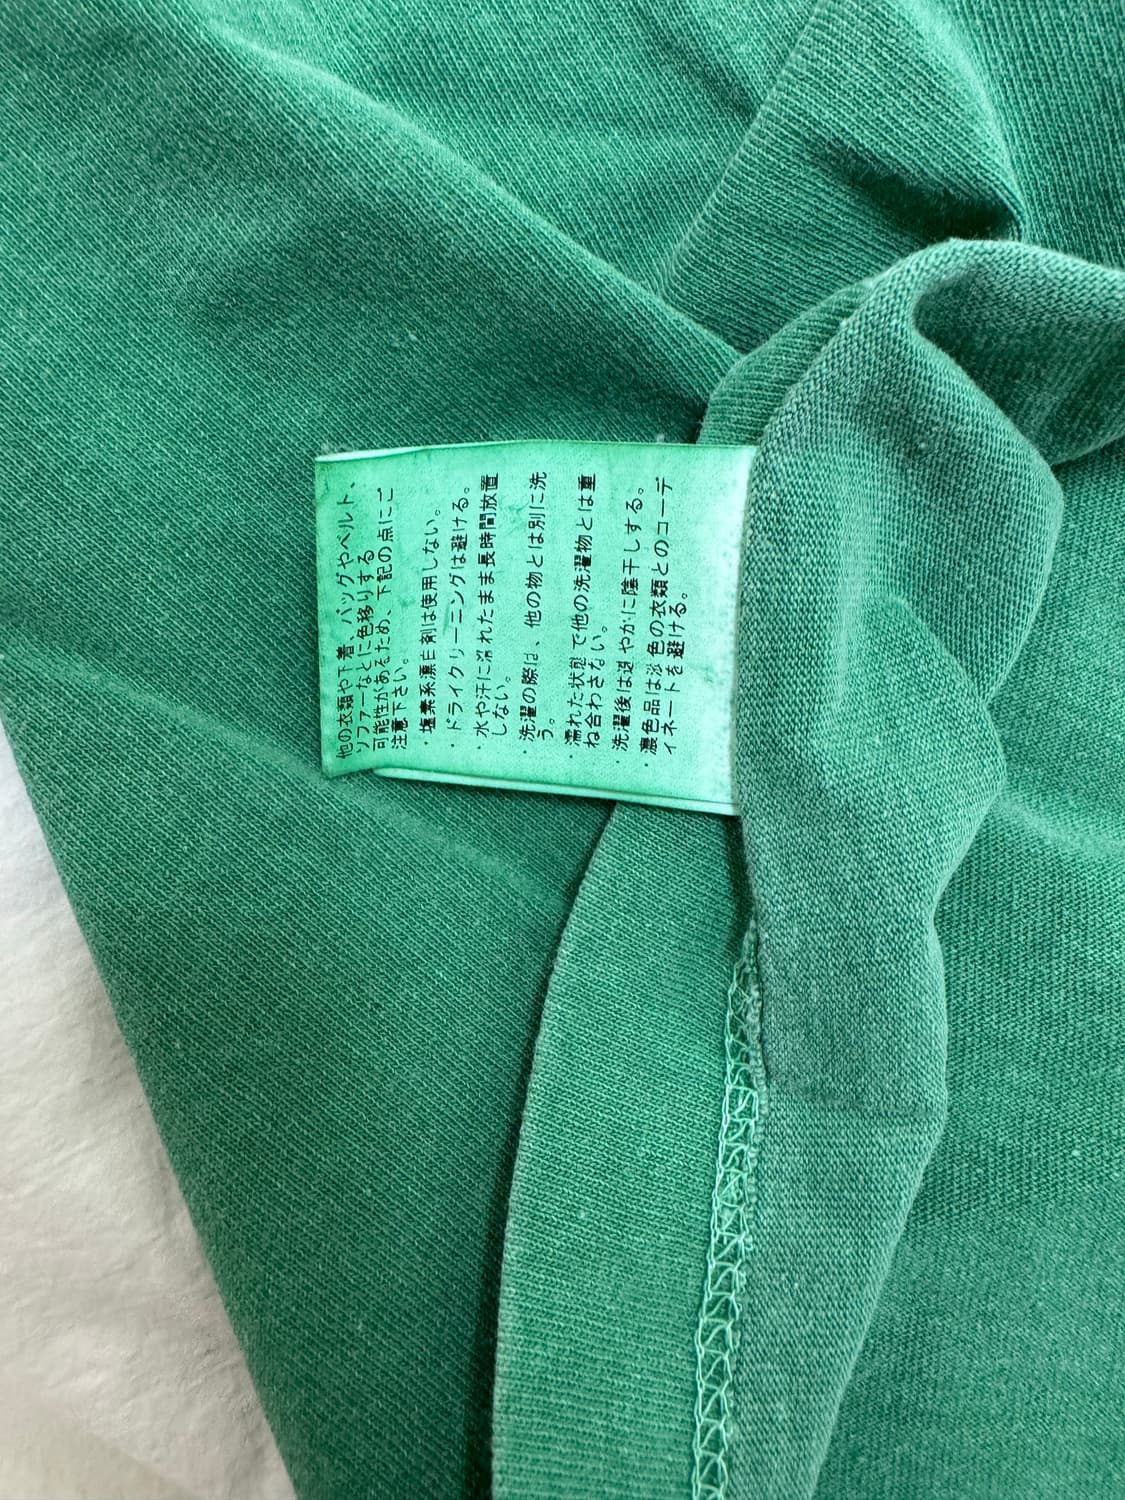 他の衣類や下着、バッグやベルト、
ソファーなどに色移りする
可能性があるため、下記の点にご
注意下さい。
・塩素系漂白剤は使用しない。
・ドライクリーニングは避ける。
・水や汗に濡れたまま長時間放置
しない。
・洗濯の際は、他の物とは別に洗
う。
・濡れた状態で他の洗濯物とは重
ね合わさない。
・洗濯後は速やかに陰干しする。
・濃色品は淡色の衣類とのコーデ
ィネートを避ける。